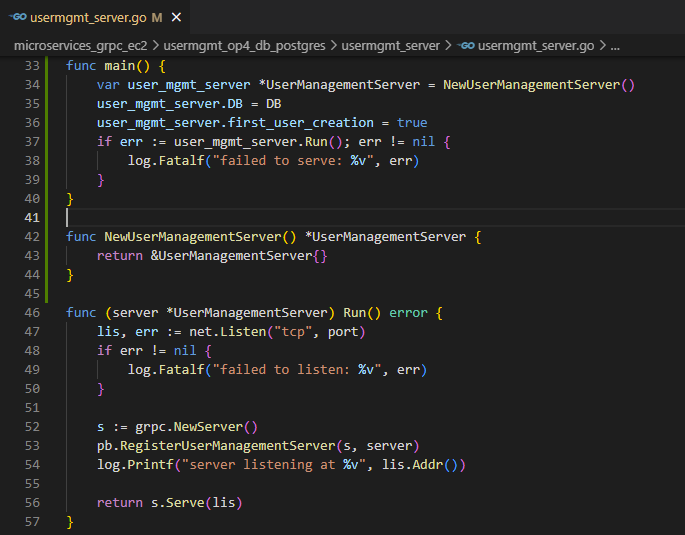 usermgmt_server.go M ×
microservices_grpc_ec2 > usermgmt_op4_db_postgres > usermgmt_server > usermgmt_server.go > ...
33 func main() {
34     var user_mgmt_server *UserManagementServer = NewUserManagementServer()
35     user_mgmt_server.DB = DB
36     user_mgmt_server.first_user_creation = true
37     if err := user_mgmt_server.Run(); err != nil {
38         log.Fatalf("failed to serve: %v", err)
39     }
40 }
41
42 func NewUserManagementServer() *UserManagementServer {
43     return &UserManagementServer{}
44 }
45
46 func (server *UserManagementServer) Run() error {
47     lis, err := net.Listen("tcp", port)
48     if err != nil {
49         log.Fatalf("failed to listen: %v", err)
50     }
51
52     s := grpc.NewServer()
53     pb.RegisterUserManagementServer(s, server)
54     log.Printf("server listening at %v", lis.Addr())
55
56     return s.Serve(lis)
57 }